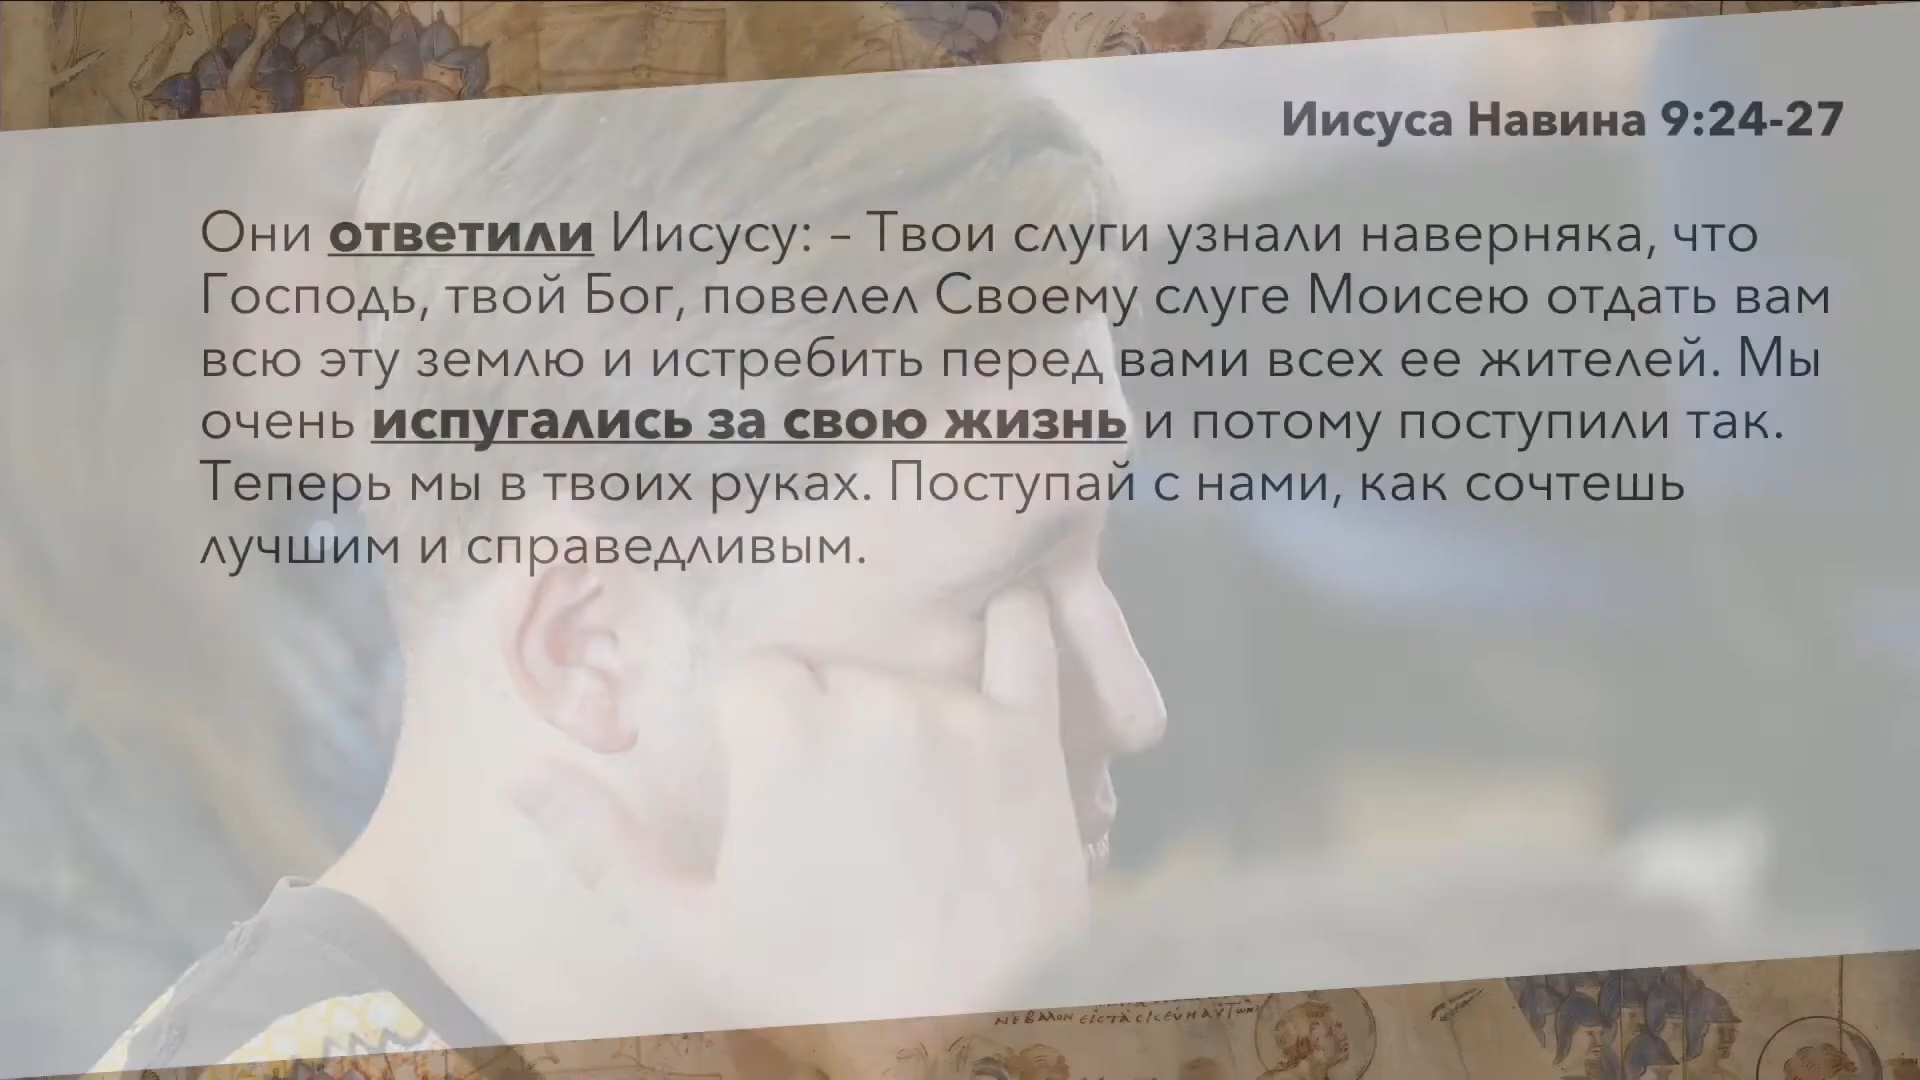 Иисуса Навина 9:24-27
Они ответили Иисусу: – Твои слуги узнали наверняка, что
Господь, твой Бог, повелел Своему слуге Моисею отдать вам
всю эту землю и истребить перед вами всех ее жителей. Мы
очень испугались за свою жизнь и потому поступили так.
Теперь мы в твоих руках. Поступай с нами, как сочтешь
лучшим и справедливым.